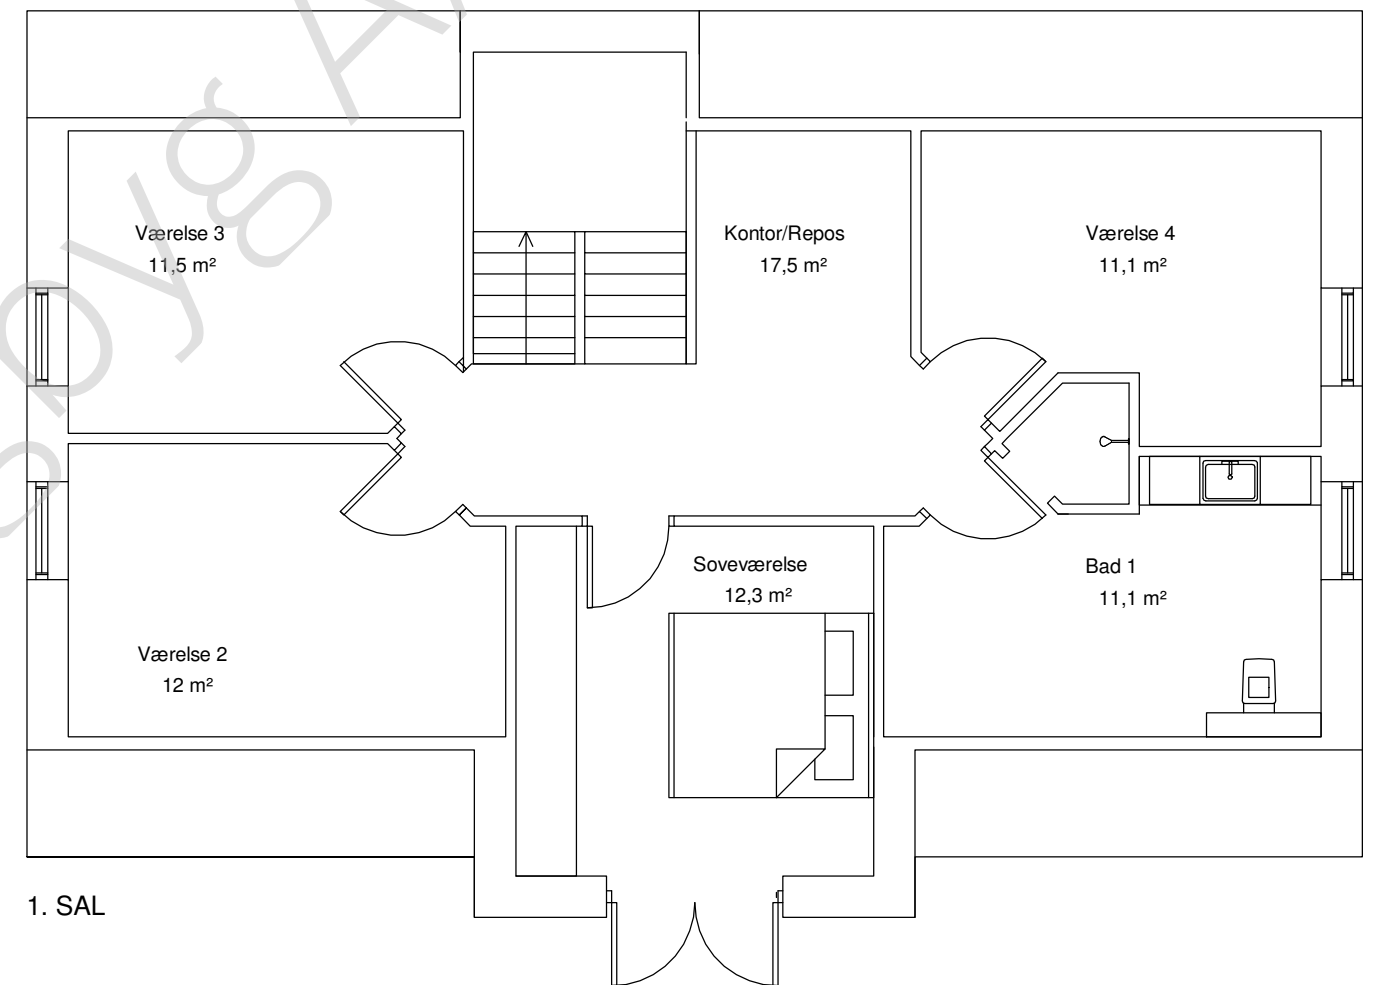 Værelse 3
11,5 m²
Kontor/Repos
17,5 m²
Værelse 4
11,1 m²
Soveværelse
12,3 m²
Bad 1
11,1 m²
Værelse 2
12 m²
1. SAL